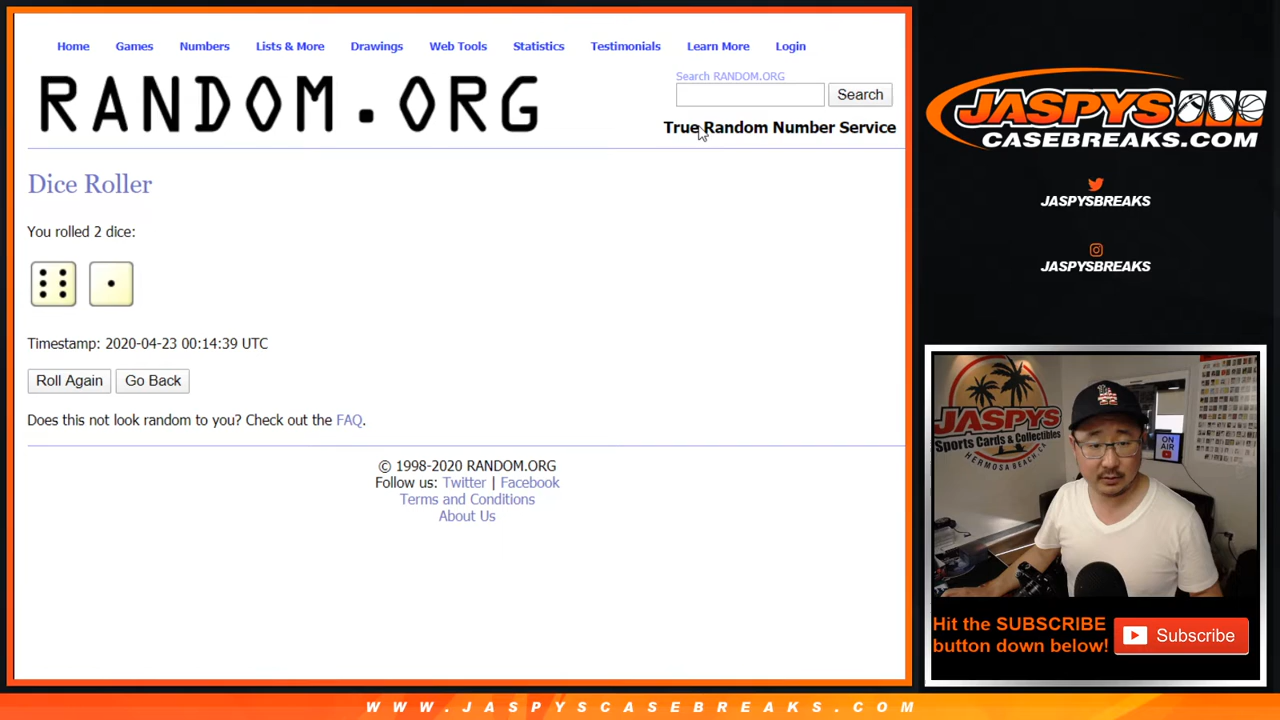 Home Games Numbers Lists & More Drawings Web Tools Statistics Testimonials Learn More Login
RANDOM.ORG
Search RANDOM.ORG
Search
True Random Number Service
Dice Roller
You rolled 2 dice:
Timestamp: 2020-04-23 00:14:39 UTC
Roll Again Go Back
Does this not look random to you? Check out the FAQ.
© 1998-2020 RANDOM.ORG
Follow us: Twitter | Facebook
Terms and Conditions
About Us
JASPYS
CASEBREAKS.COM
JASPYSBREAKS
JASPYSBREAKS
JASPYS
Sports Cards & Collectibles
HERMOSA BEACH, CA
ON AIR
Hit the SUBSCRIBE
button down below!
Subscribe
WWW.JASPYSCASEBREAKS.COM